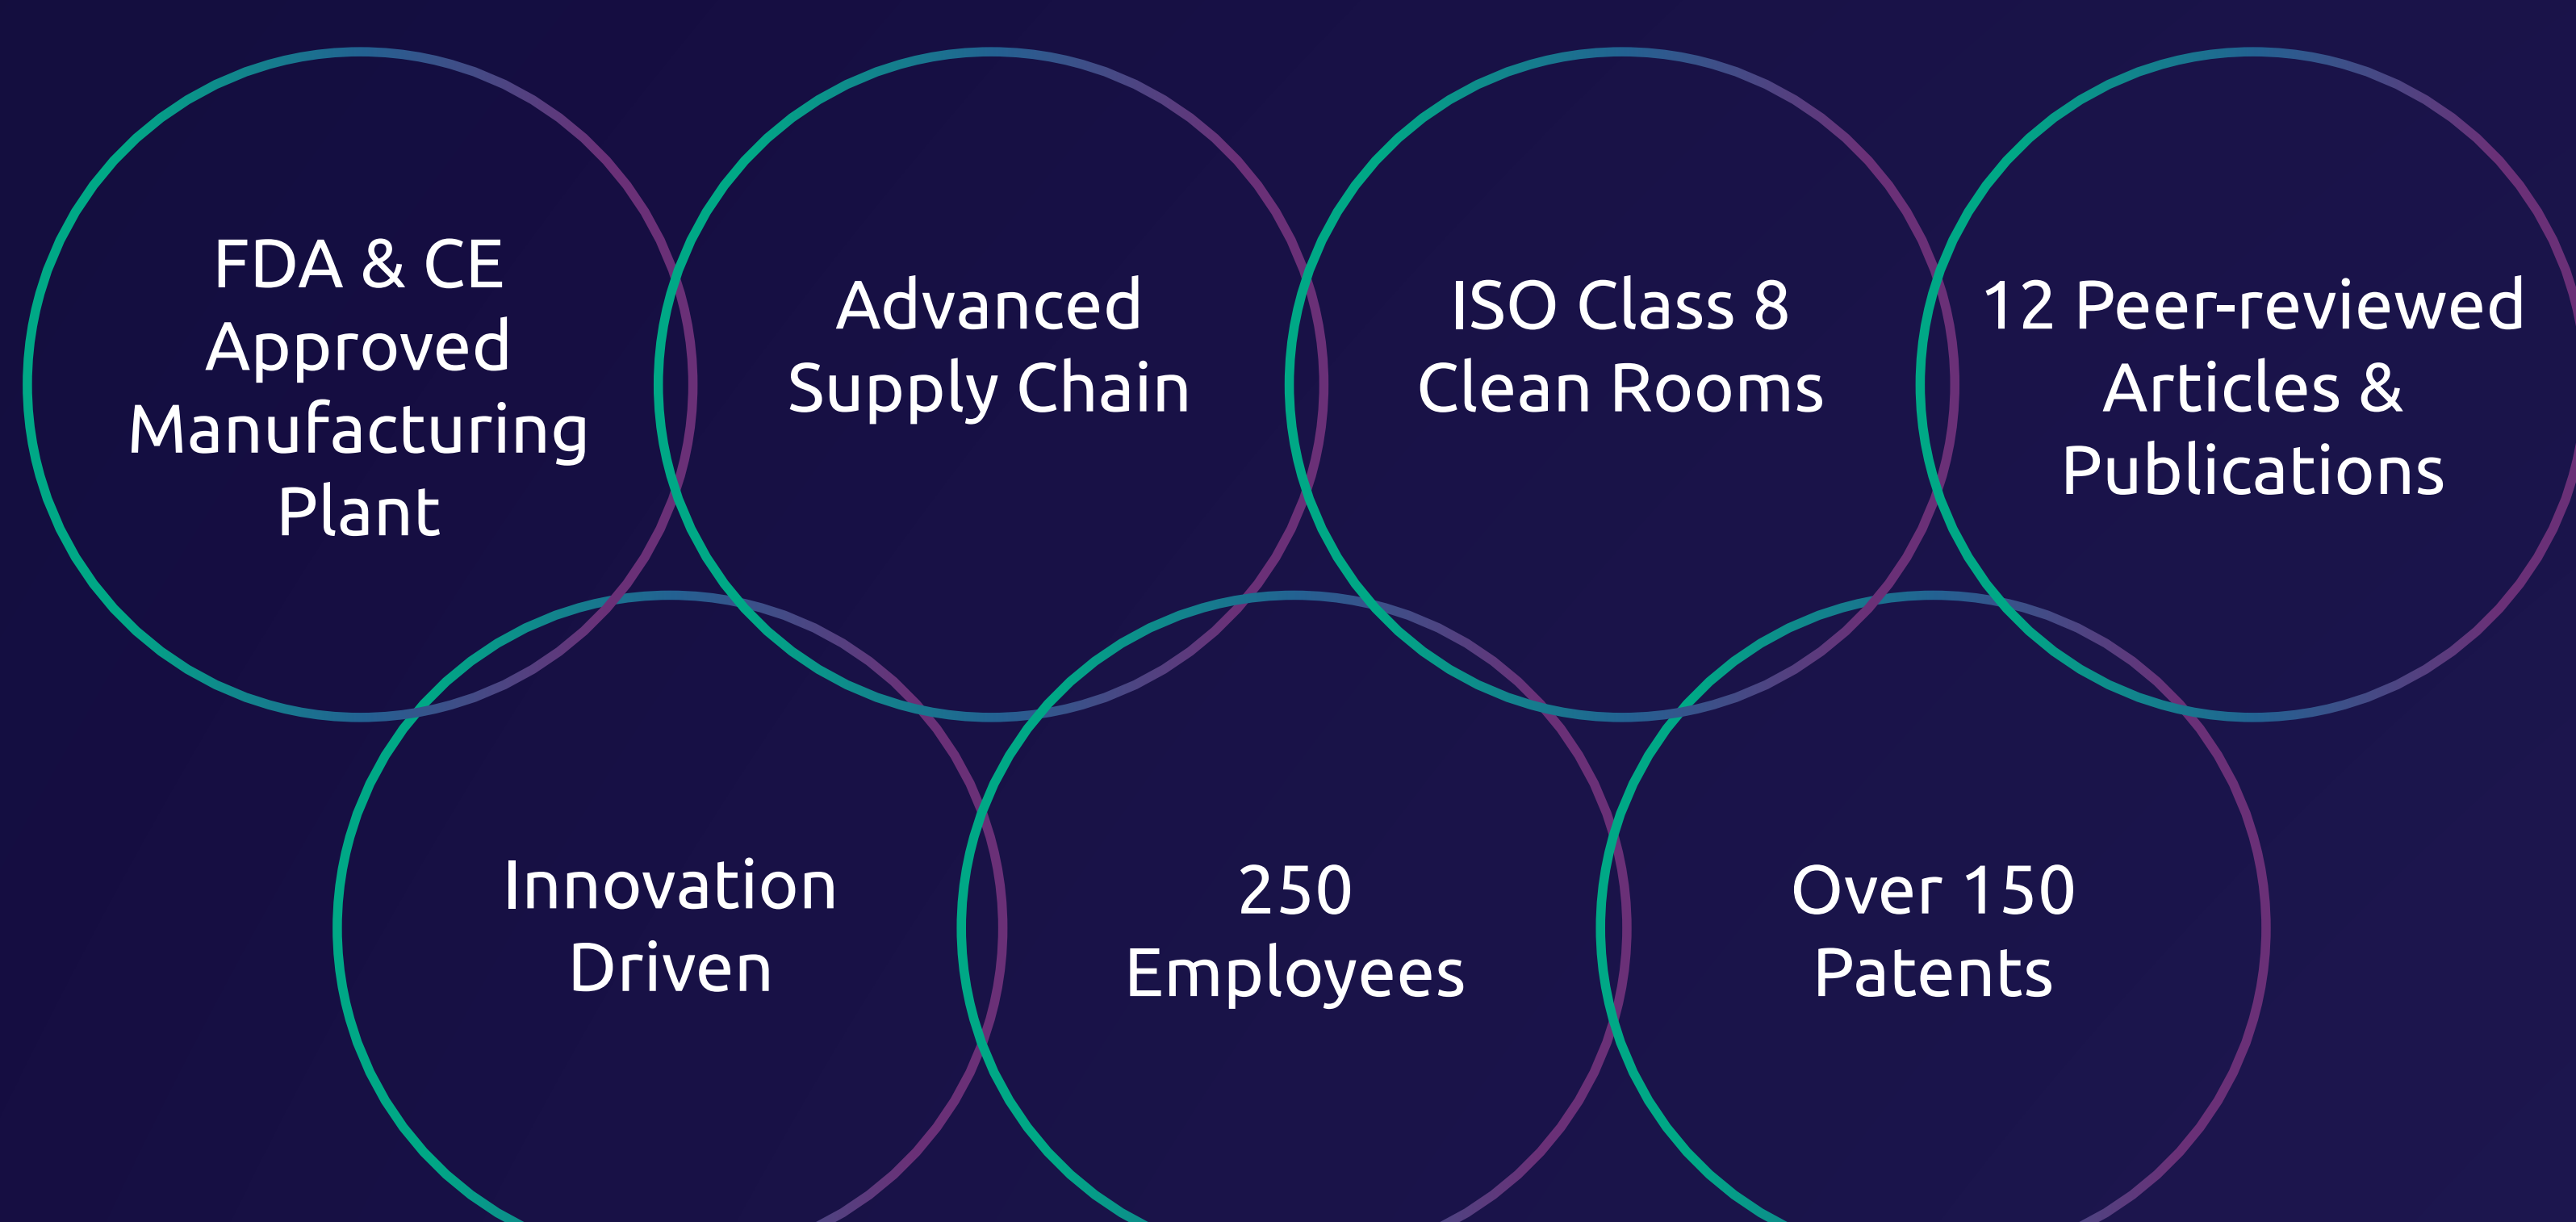 FDA & CE
Approved
Manufacturing
Plant
Advanced
Supply Chain
ISO Class 8
Clean Rooms
12 Peer-reviewed
Articles &
Publications
Innovation
Driven
250
Employees
Over 150
Patents